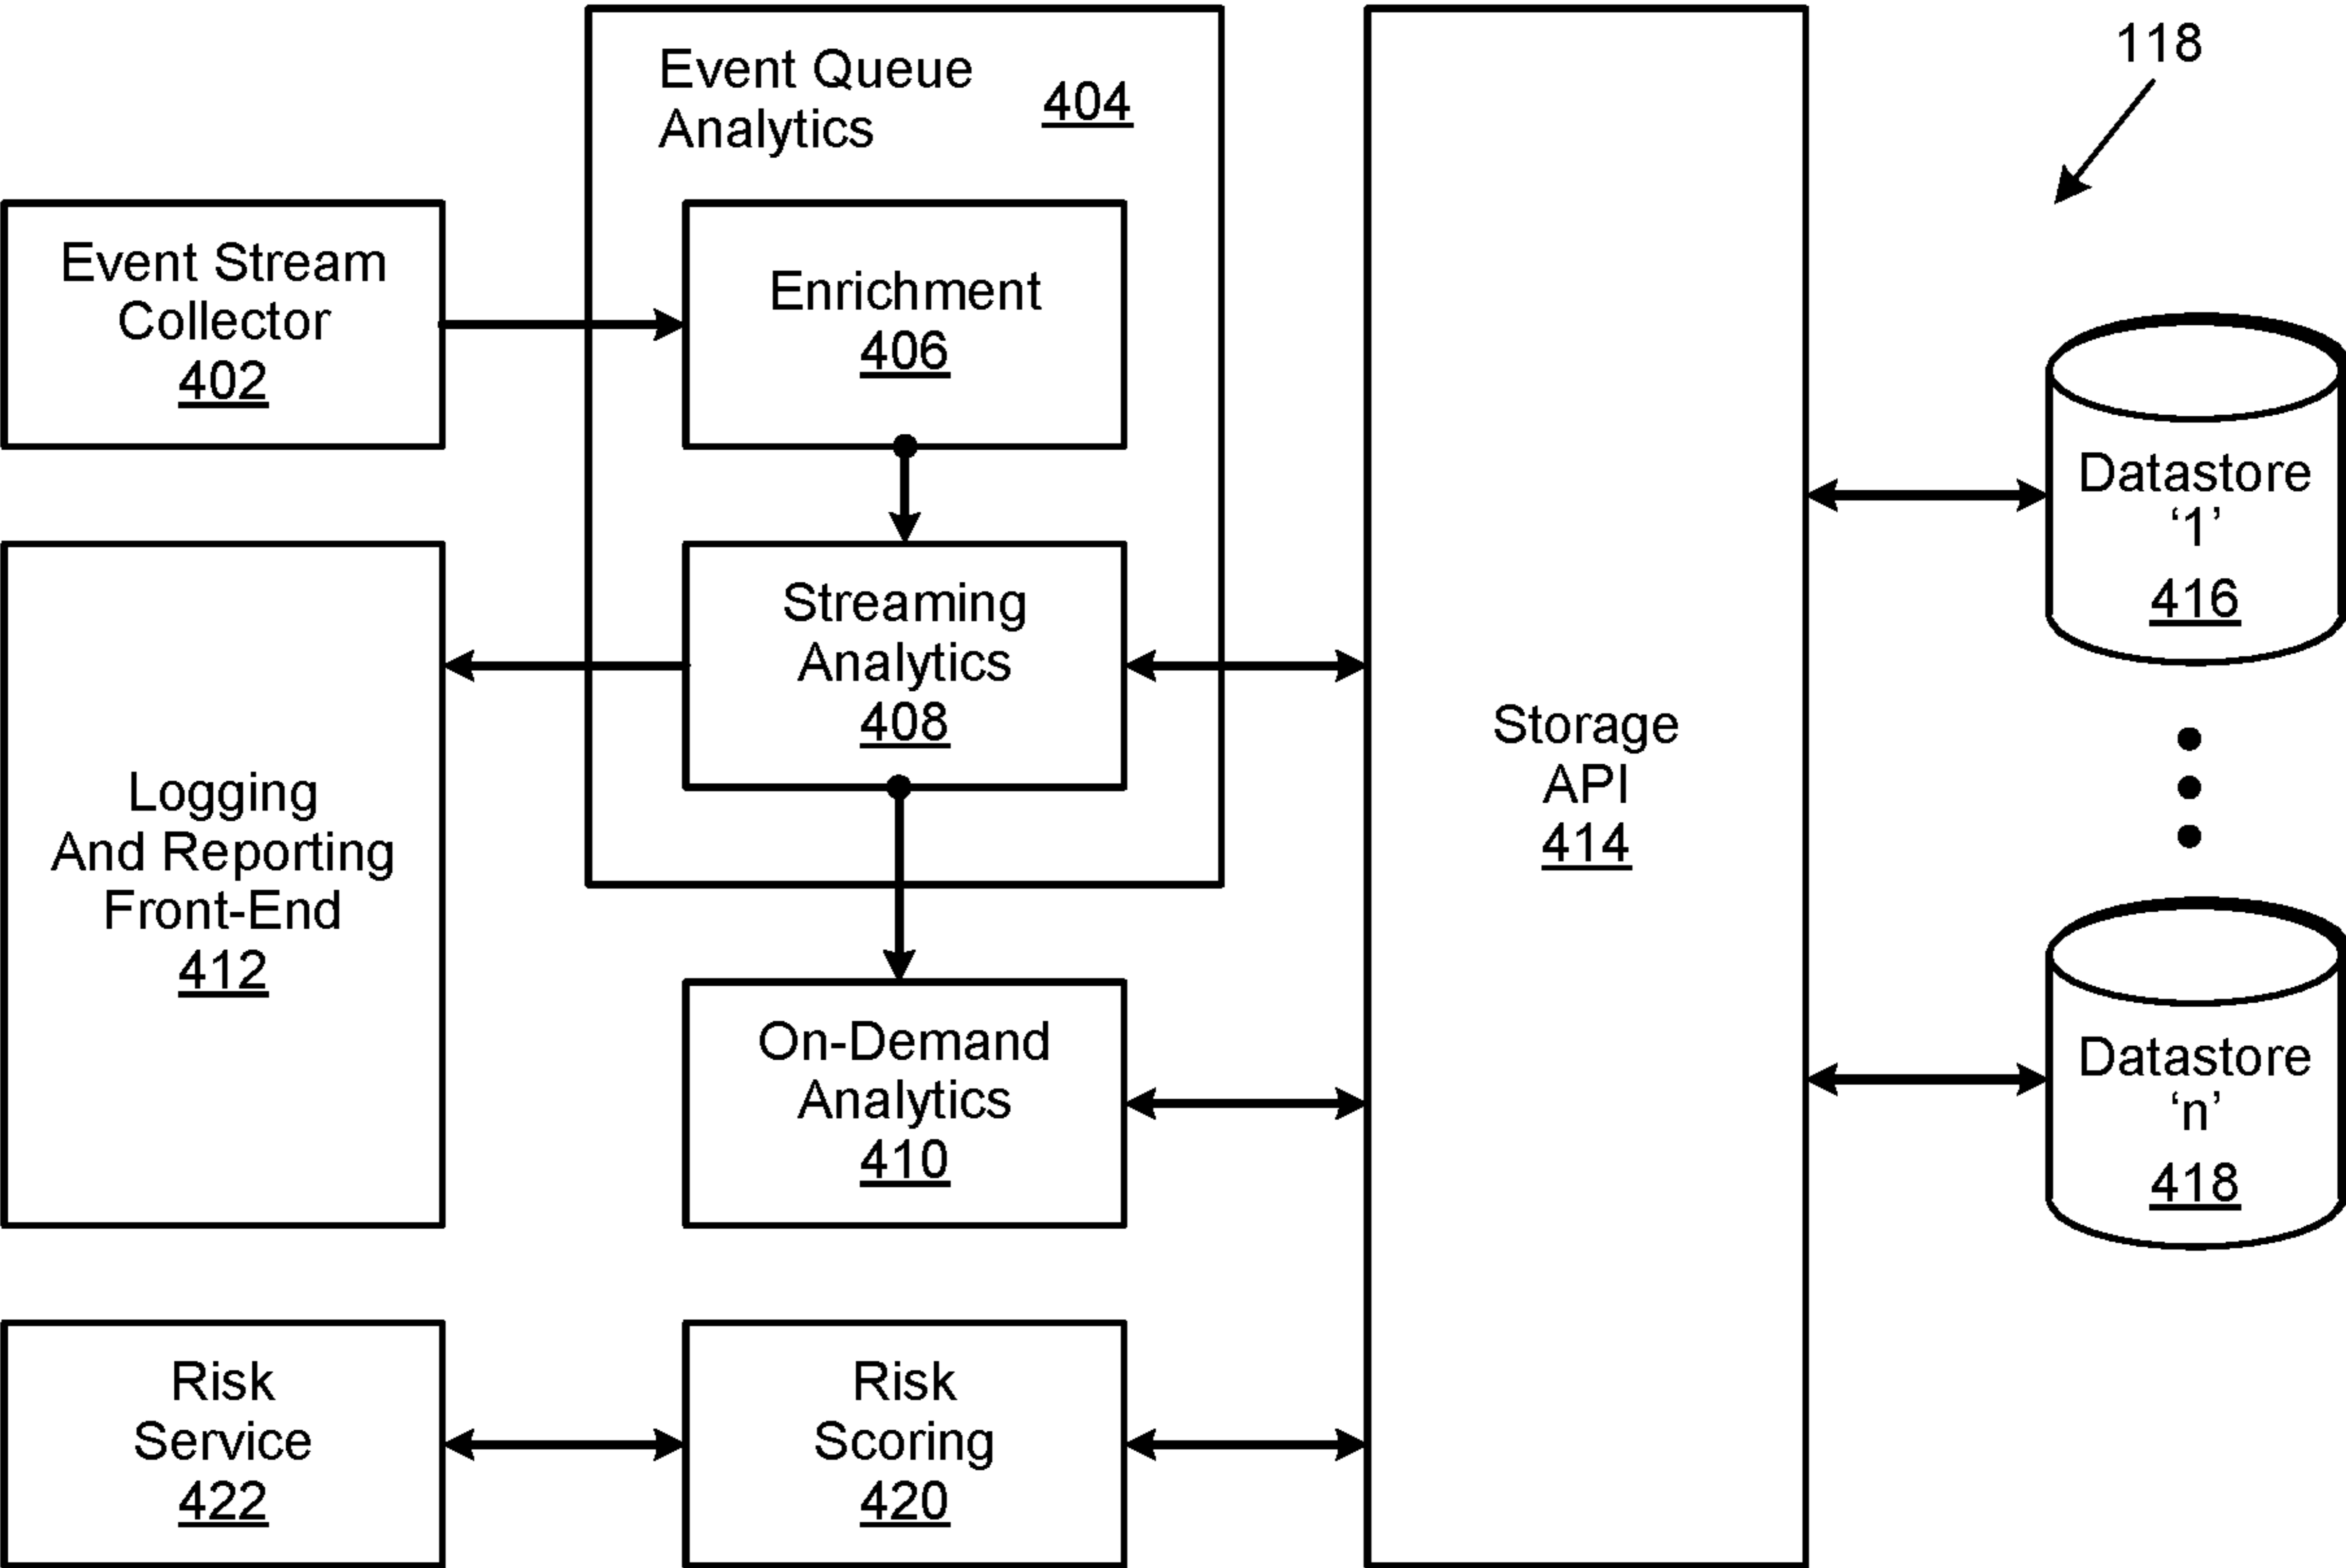 118
Event Queue
Analytics
404
Event Stream
Collector
402
Enrichment
406
Streaming
Analytics
408
Logging
And Reporting
Front-End
412
On-Demand
Analytics
410
Risk
Service
422
Risk
Scoring
420
Storage
API
414
Datastore
‘1’
416
Datastore
‘n’
418